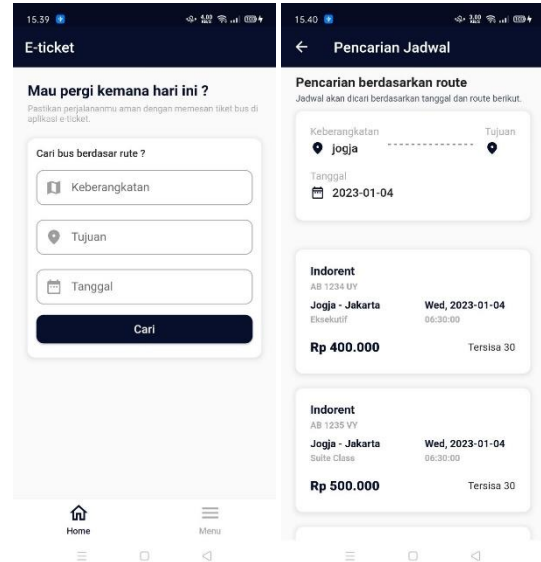 15.39
E-ticket
Mau pergi kemana hari ini ?
Pastikan perjalananmu aman dengan memesan tiket bus di
aplikasi e-ticket.
Cari bus berdasar rute ?
Keberangkatan
Tujuan
Tanggal
Cari
Home
Menu
15.40
Pencarian Jadwal
Pencarian berdasarkan route
Jadwal akan dicari berdasarkan tanggal dan route berikut.
Keberangkatan Tujuan
jogja
Tanggal
2023-01-04
Indorent
AB 1234 UY
Jogja - Jakarta Wed, 2023-01-04
Eksekutif 06:30:00
Rp 400.000 Tersisa 30
Indorent
AB 1235 VY
Jogja - Jakarta Wed, 2023-01-04
Suite Class 06:30:00
Rp 500.000 Tersisa 30